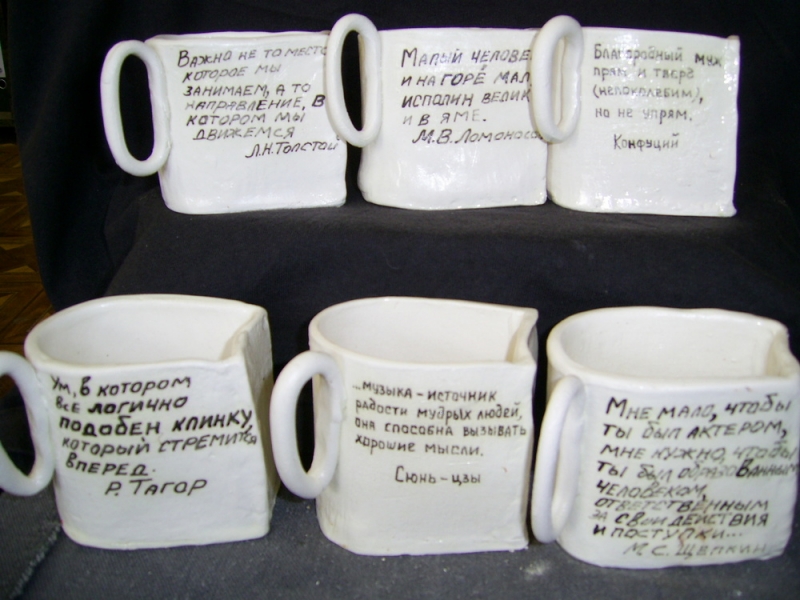 Важно не то место
которое мы
занимаем, а то
направление, в
котором мы
движемся
Л.Н.Толстой
Малый челове
и на горе мал,
исполин велик
и в яме.
М.В.Ломоносо
Благородный муж
прям и твёрд
(непоколебим),
но не упрям.
Конфуций
Ум, в котором
все логично
подобен клинку,
который стремится
вперед.
Р. Тагор
...музыка - источник
радости мудрых людей,
она способна вызывать
хорошие мысли.
Сюнь-цзы
Мне мало, чтобы
ты был актером,
мне нужно, чтобы
ты был образованным
человеком,
ответственным
за свои действия
и поступки...
М.С. Щепкин